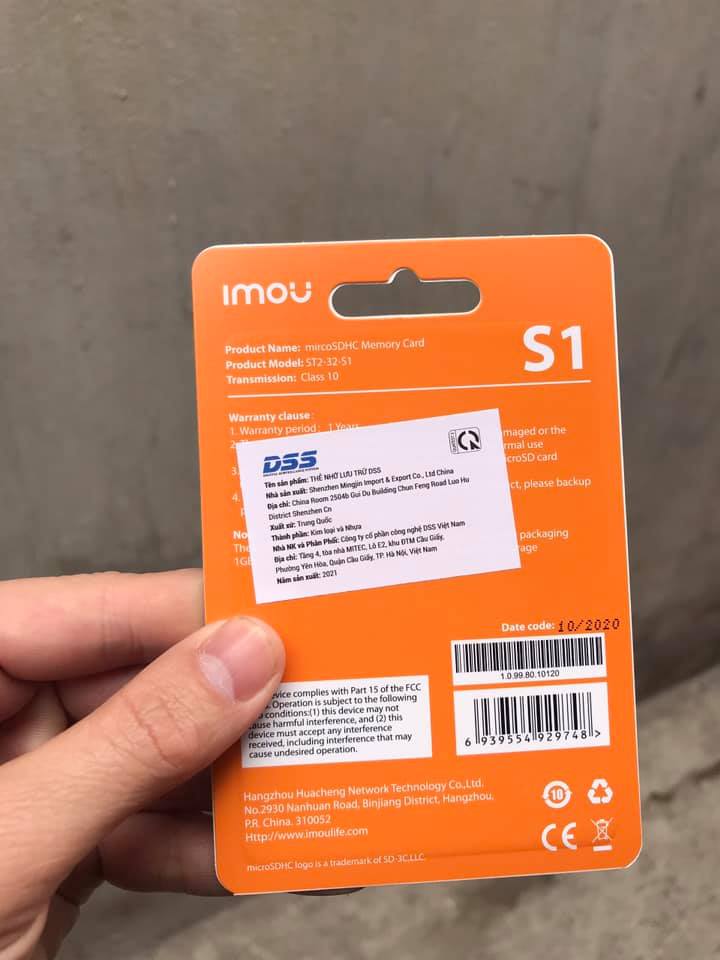 imou
S1
Product Name: mircoSDHC Memory Card
Product Model: ST2-32-S1
Transmission: Class 10
Warranty clause:
1. Warranty period: 1 Years
2.
maged or the
rmal use
3.
icroSD card
4.
ct, please backup
packaging
1GB
DSS
Tên sản phẩm: THẺ NHỚ LƯU TRỮ DSS
Nhà sản xuất: Shenzhen Mingjin Import & Export Co., Ltd China
Địa chỉ: China Room 2504b Gui Du Building Chun Feng Road Luo Hu
District Shenzhen Cn
Xuất xứ: Trung Quốc
Thành phần: Kim loại và Nhựa
Nhà NK và Phân Phối: Công ty cổ phần công nghệ DSS Việt Nam
Địa chỉ: Tầng 4, tòa nhà MITEC, Lô E2, khu ĐTM Cầu Giấy,
Phường Yên Hòa, Quận Cầu Giấy, TP. Hà Nội, Việt Nam
Năm sản xuất: 2021
Date code: 10/2020
1.0.99.80.10120
6 939554 929748 >
evice complies with Part 15 of the FCC
. Operation is subject to the following
conditions:(1) this device may not
cause harmful interference, and (2) this
device must accept any interference
received, including interference that may
cause undesired operation.
Hangzhou Huacheng Network Technology Co.,Ltd.
No.2930 Nanhuan Road, Binjiang District, Hangzhou,
P.R. China. 310052
Http://www.imoulife.com
10
CE
microSDHC logo is a trademark of SD-3C,LLC.